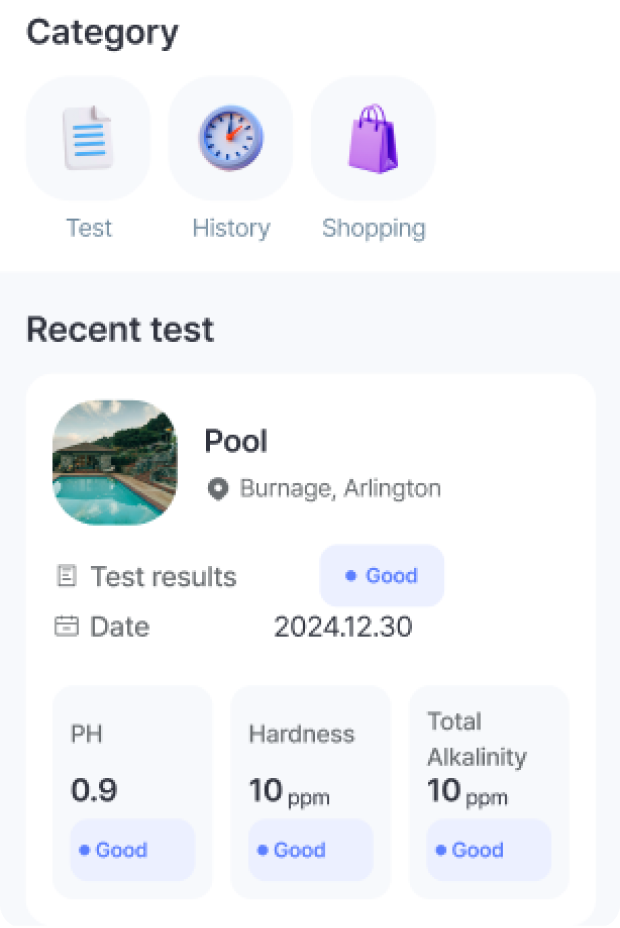 Category
Test History Shopping
Recent test
Pool
Burnage, Arlington
Test results Good
Date 2024.12.30
PH Hardness Total Alkalinity
0.9 10 ppm 10 ppm
Good Good Good